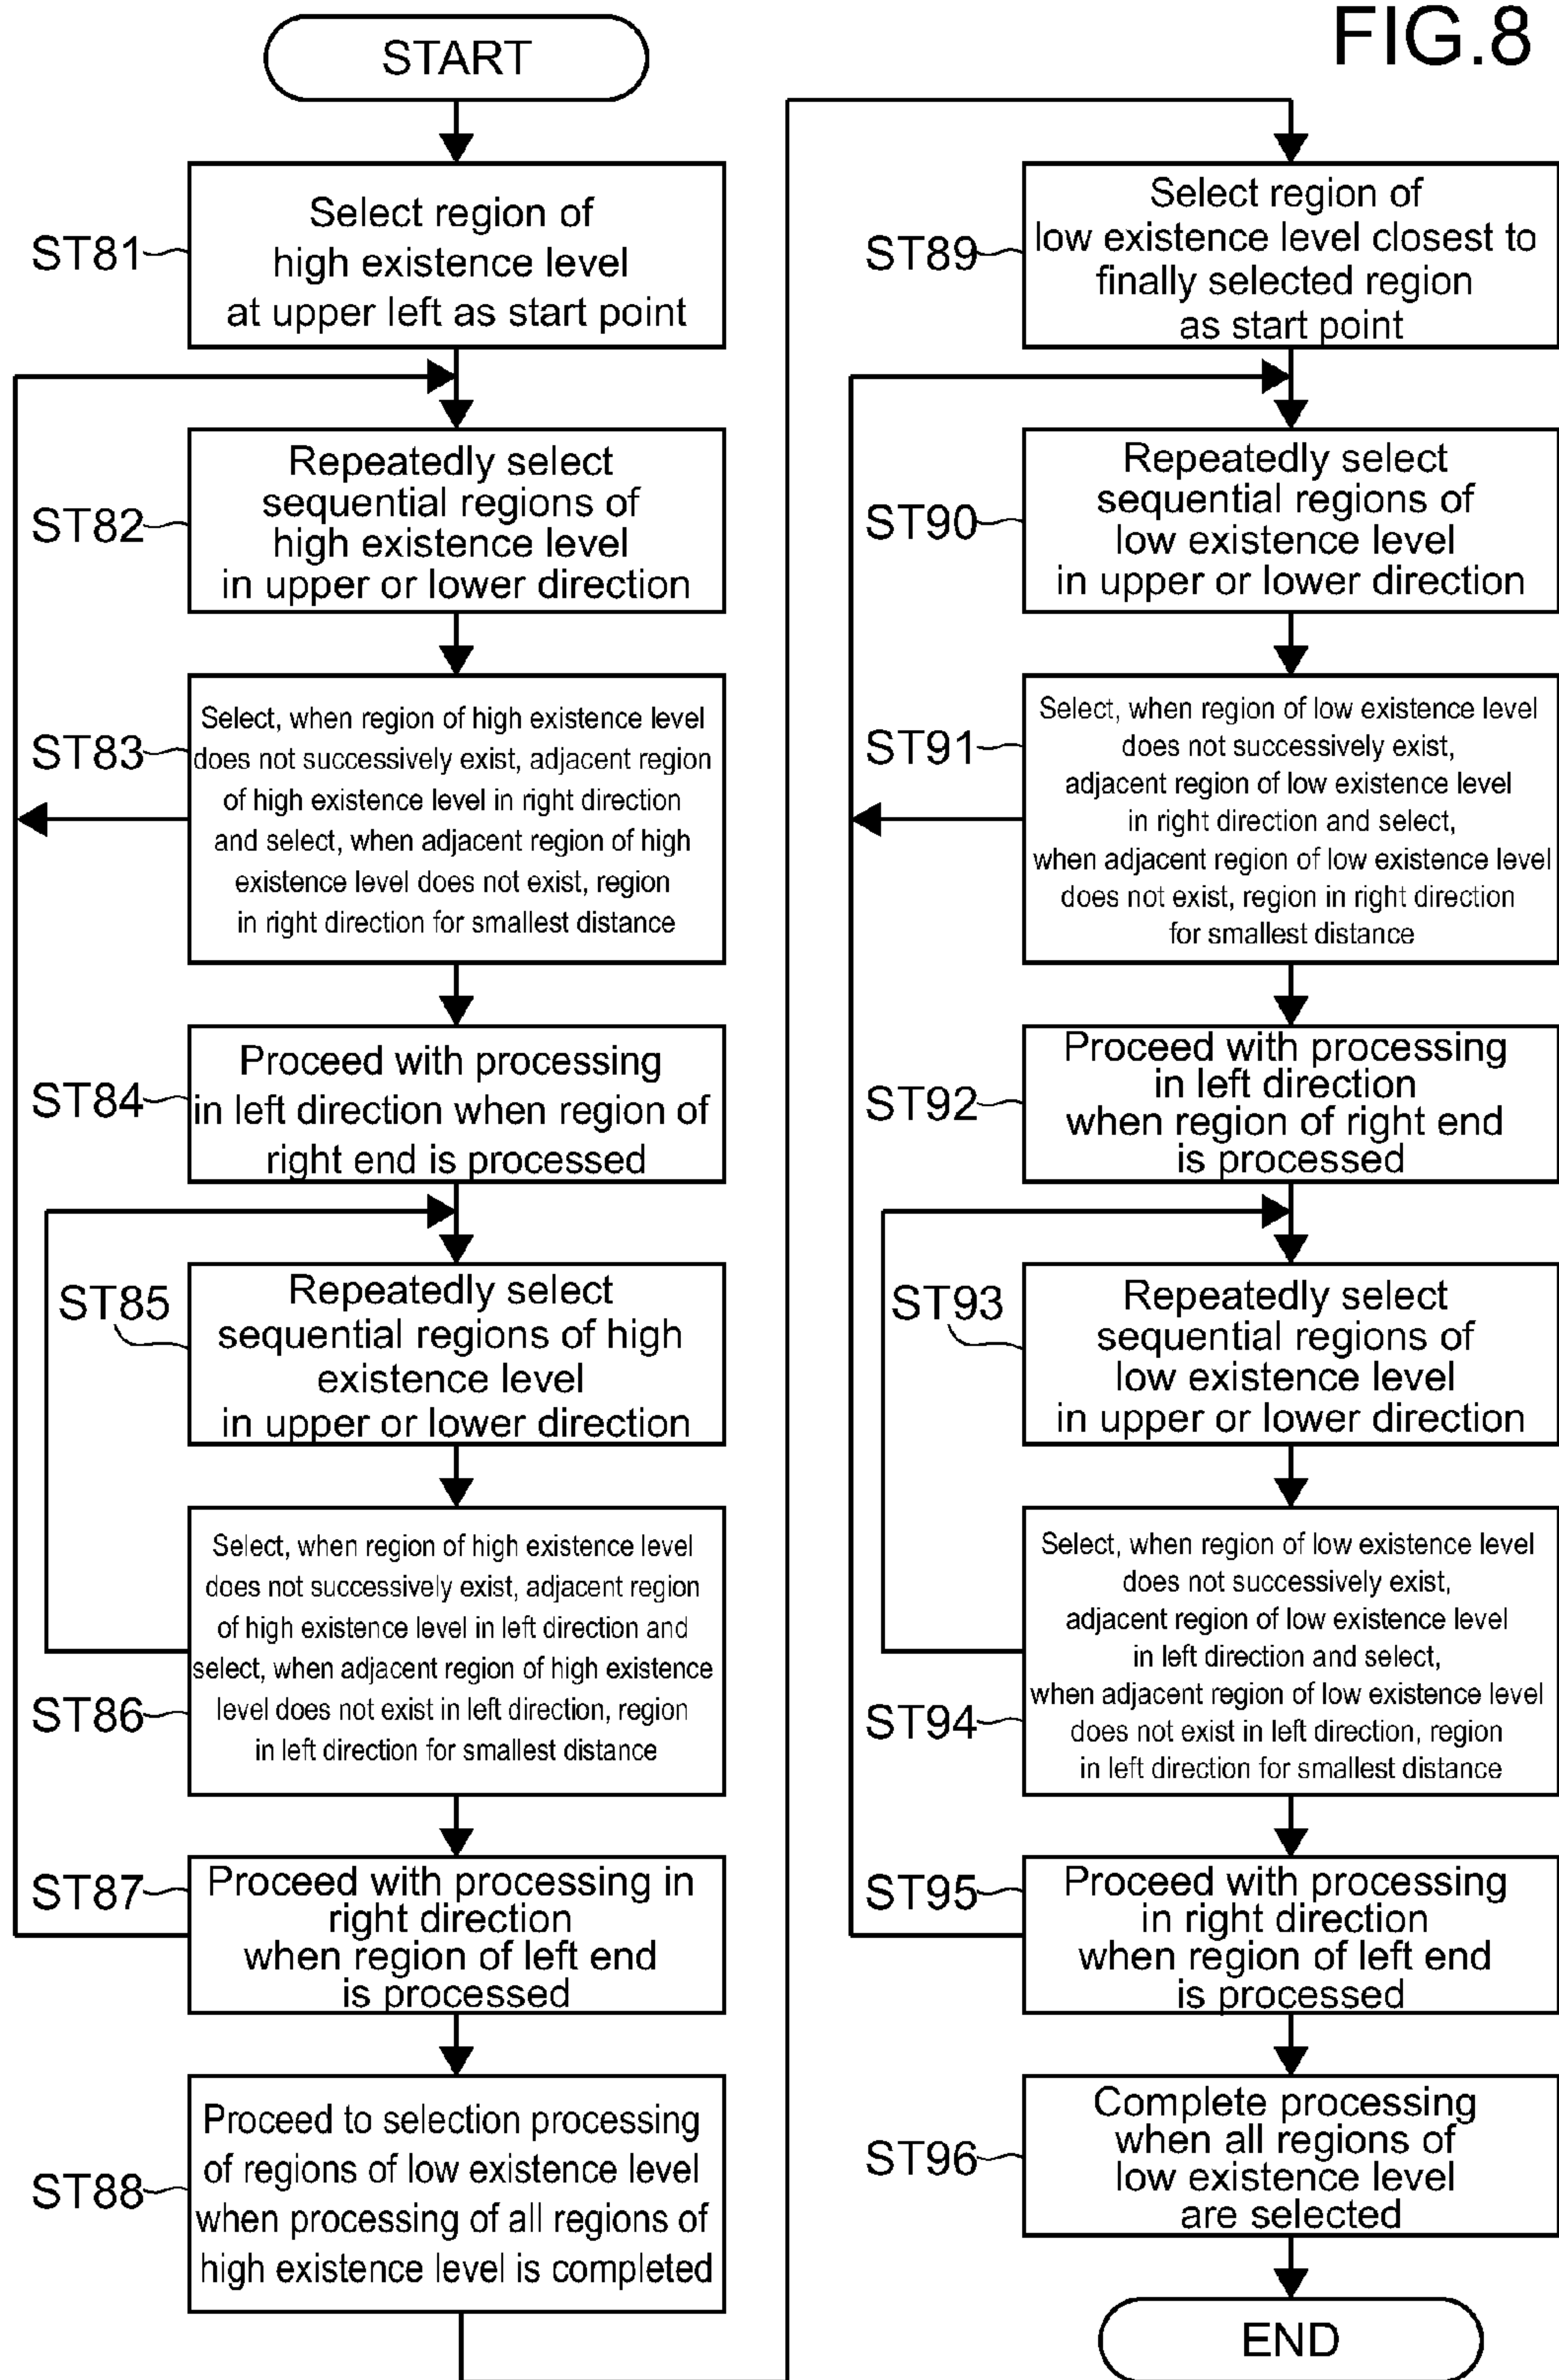 FIG.8
START
ST81
Select region of
high existence level
at upper left as start point
ST82
Repeatedly select
sequential regions of
high existence level
in upper or lower direction
ST83
Select, when region of high existence level
does not successively exist, adjacent region
of high existence level in right direction
and select, when adjacent region of high
existence level does not exist, region
in right direction for smallest distance
ST84
Proceed with processing
in left direction when region of
right end is processed
ST85
Repeatedly select
sequential regions of high
existence level
in upper or lower direction
ST86
Select, when region of high existence level
does not successively exist, adjacent region
of high existence level in left direction and
select, when adjacent region of high existence
level does not exist in left direction, region
in left direction for smallest distance
ST87
Proceed with processing in
right direction
when region of left end
is processed
ST88
Proceed to selection processing
of regions of low existence level
when processing of all regions of
high existence level is completed
ST89
Select region of
low existence level closest to
finally selected region
as start point
ST90
Repeatedly select
sequential regions of
low existence level
in upper or lower direction
ST91
Select, when region of low existence level
does not successively exist,
adjacent region of low existence level
in right direction and select,
when adjacent region of low existence level
does not exist, region in right direction
for smallest distance
ST92
Proceed with processing
in left direction
when region of right end
is processed
ST93
Repeatedly select
sequential regions of
low existence level
in upper or lower direction
ST94
Select, when region of low existence level
does not successively exist,
adjacent region of low existence level
in left direction and select,
when adjacent region of low existence level
does not exist in left direction, region
in left direction for smallest distance
ST95
Proceed with processing
in right direction
when region of left end
is processed
ST96
Complete processing
when all regions of
low existence level
are selected
END